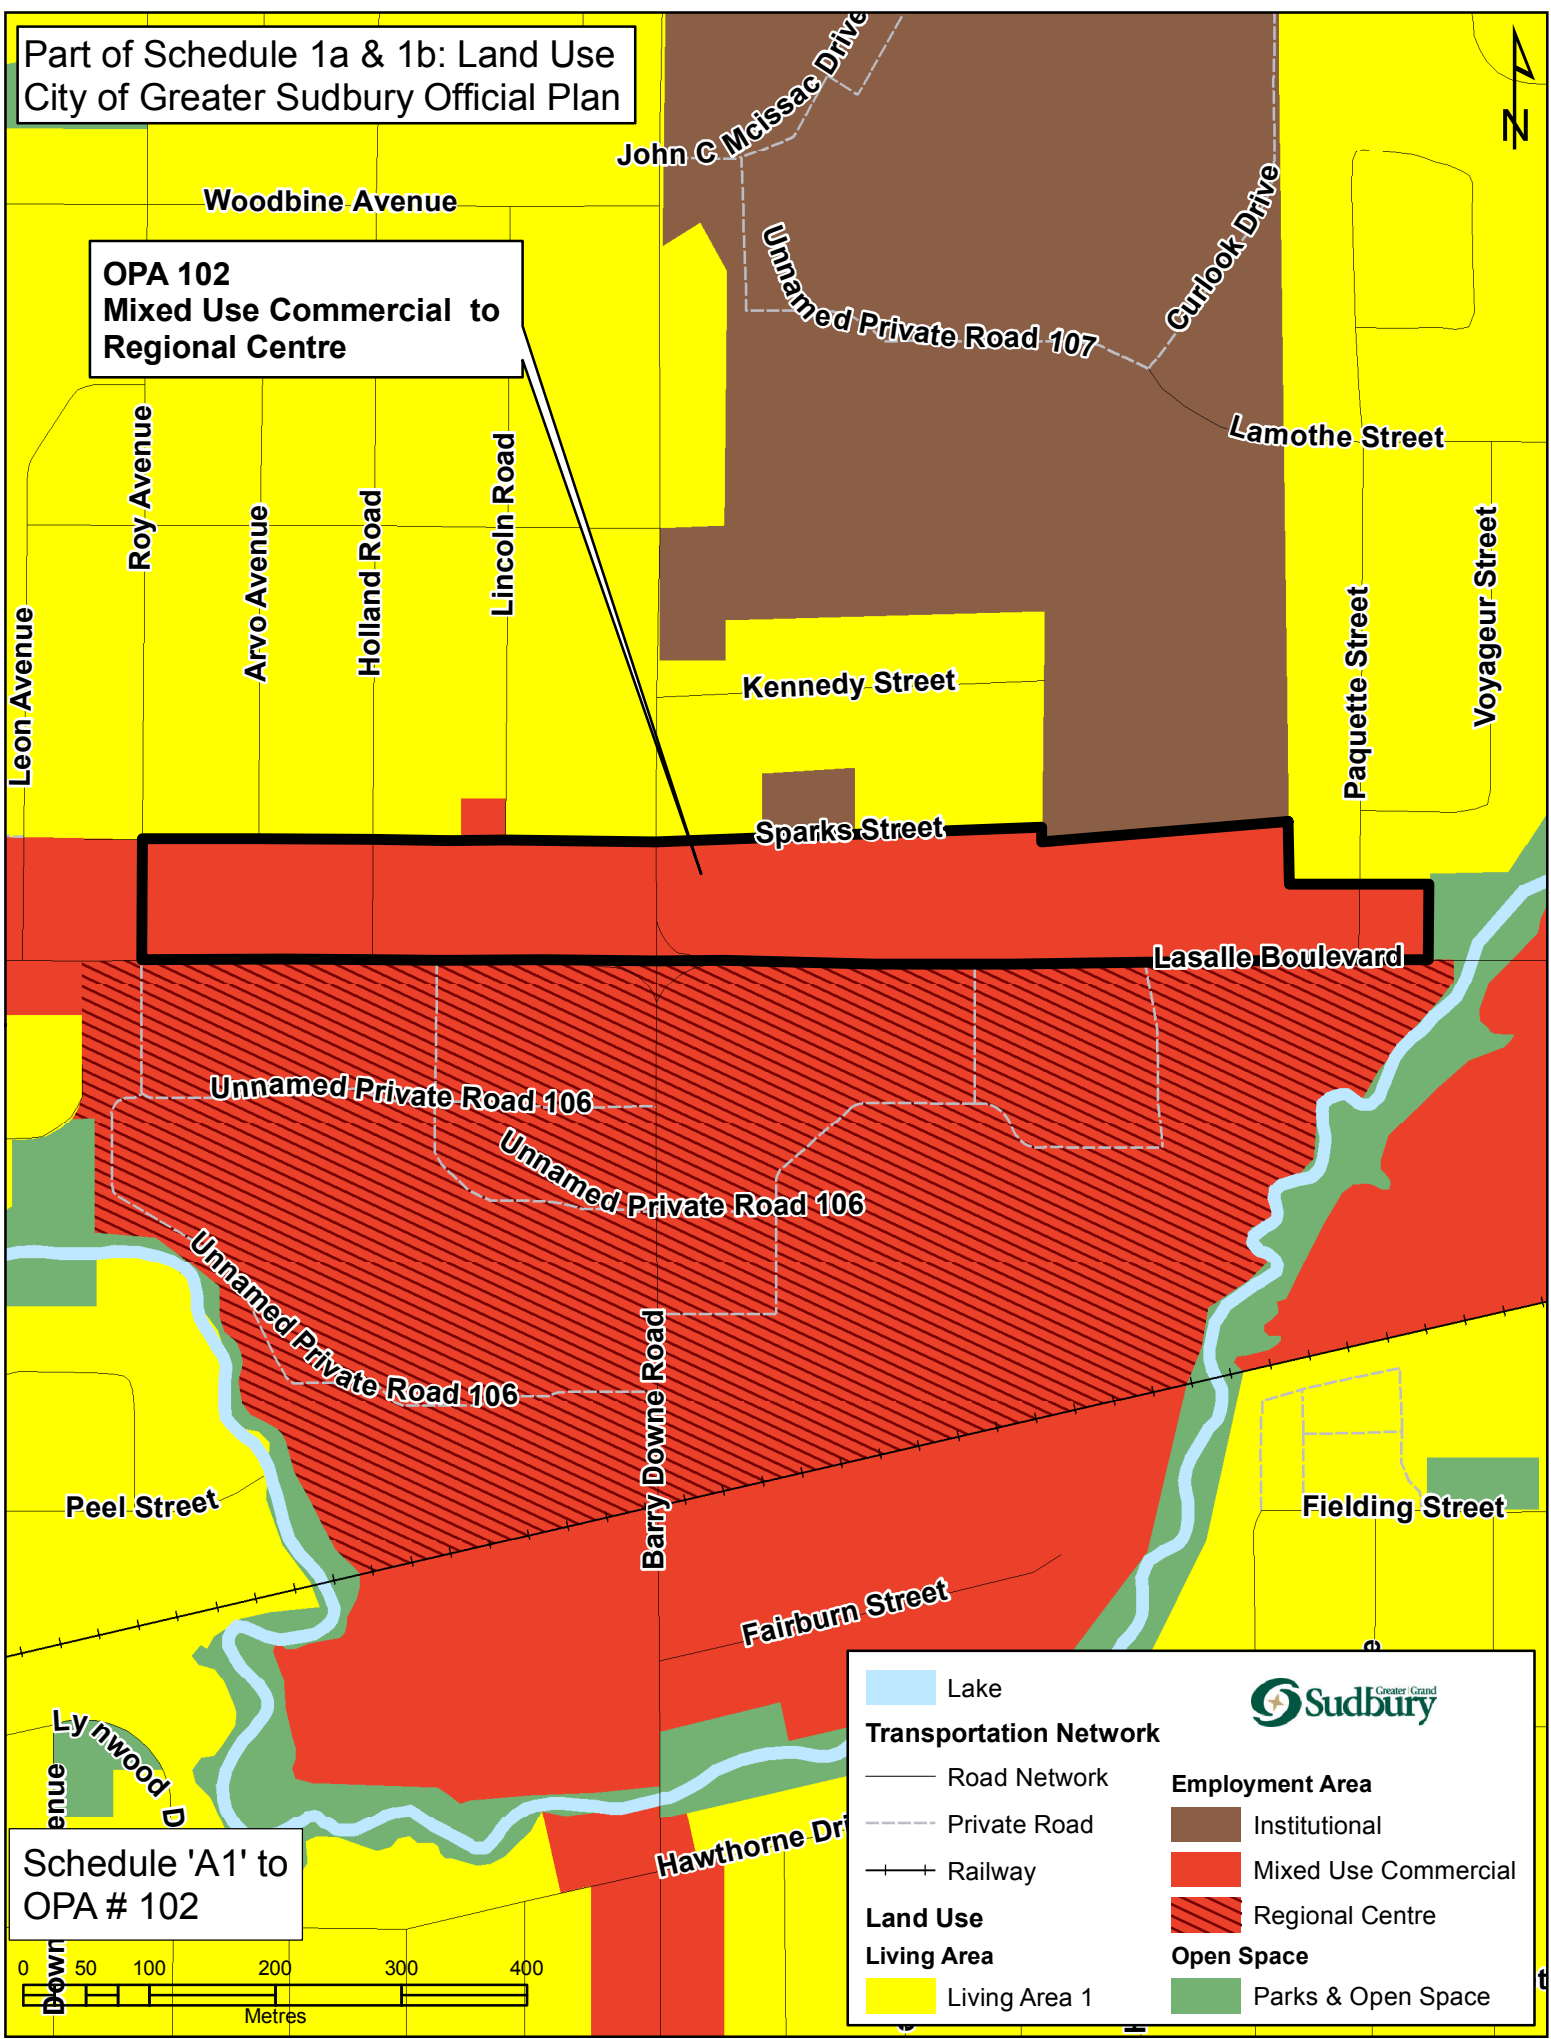 Part of Schedule 1a & 1b: Land Use
City of Greater Sudbury Official Plan
N
John C Mcissac Drive
Woodbine Avenue
Curlook Drive
Unnamed Private Road 107
OPA 102
Mixed Use Commercial to
Regional Centre
Lamothe Street
Roy Avenue
Arvo Avenue
Holland Road
Lincoln Road
Leon Avenue
Voyageur Street
Paquette Street
Kennedy Street
Sparks Street
Lasalle Boulevard
Unnamed Private Road 106
Unnamed Private Road 106
Unnamed Private Road 106
Barry Downe Road
Peel Street
Fielding Street
Fairburn Street
Lynwood D
Hawthorne Dri
Down
enue
e
Schedule 'A1' to
OPA # 102
0 50 100 200 300 400
Metres
Lake
Greater | Grand
Sudbury
Transportation Network
Road Network
Private Road
Railway
Land Use
Living Area
Living Area 1
Employment Area
Institutional
Mixed Use Commercial
Regional Centre
Open Space
Parks & Open Space
t